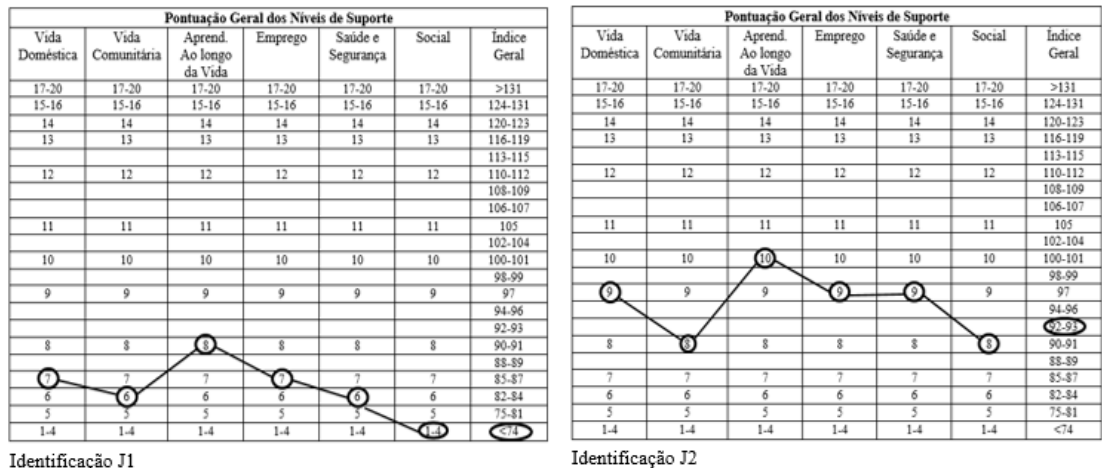 Pontuação Geral dos Níveis de Suporte
Vida Doméstica Vida Comunitária Aprend. Ao longo da Vida Emprego Saúde e Segurança Social Índice Geral
17-20 17-20 17-20 17-20 17-20 17-20 >131
15-16 15-16 15-16 15-16 15-16 15-16 124-131
14 14 14 14 14 14 120-123
13 13 13 13 13 13 116-119
113-115
12 12 12 12 12 12 110-112
108-109
106-107
11 11 11 11 11 11 105
102-104
10 10 10 10 10 10 100-101
98-99
9 9 9 9 9 9 97
94-96
92-93
8 8 8 8 8 8 90-91
88-89
7 7 7 7 7 7 85-87
6 6 6 6 6 6 82-84
5 5 5 5 5 5 75-81
1-4 1-4 1-4 1-4 1-4 1-4 <74
Identificação J1
Pontuação Geral dos Níveis de Suporte
Vida Doméstica Vida Comunitária Aprend. Ao longo da Vida Emprego Saúde e Segurança Social Índice Geral
17-20 17-20 17-20 17-20 17-20 17-20 >131
15-16 15-16 15-16 15-16 15-16 15-16 124-131
14 14 14 14 14 14 120-123
13 13 13 13 13 13 116-119
113-115
12 12 12 12 12 12 110-112
108-109
106-107
11 11 11 11 11 11 105
102-104
10 10 10 10 10 10 100-101
98-99
9 9 9 9 9 9 97
94-96
92-93
8 8 8 8 8 8 90-91
88-89
7 7 7 7 7 7 85-87
6 6 6 6 6 6 82-84
5 5 5 5 5 5 75-81
1-4 1-4 1-4 1-4 1-4 1-4 <74
Identificação J2